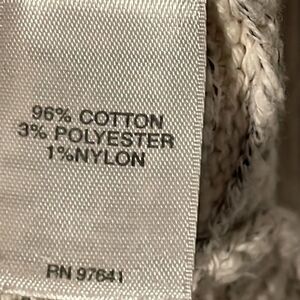 96% COTTON
3% POLYESTER
1%NYLON
RN 97641